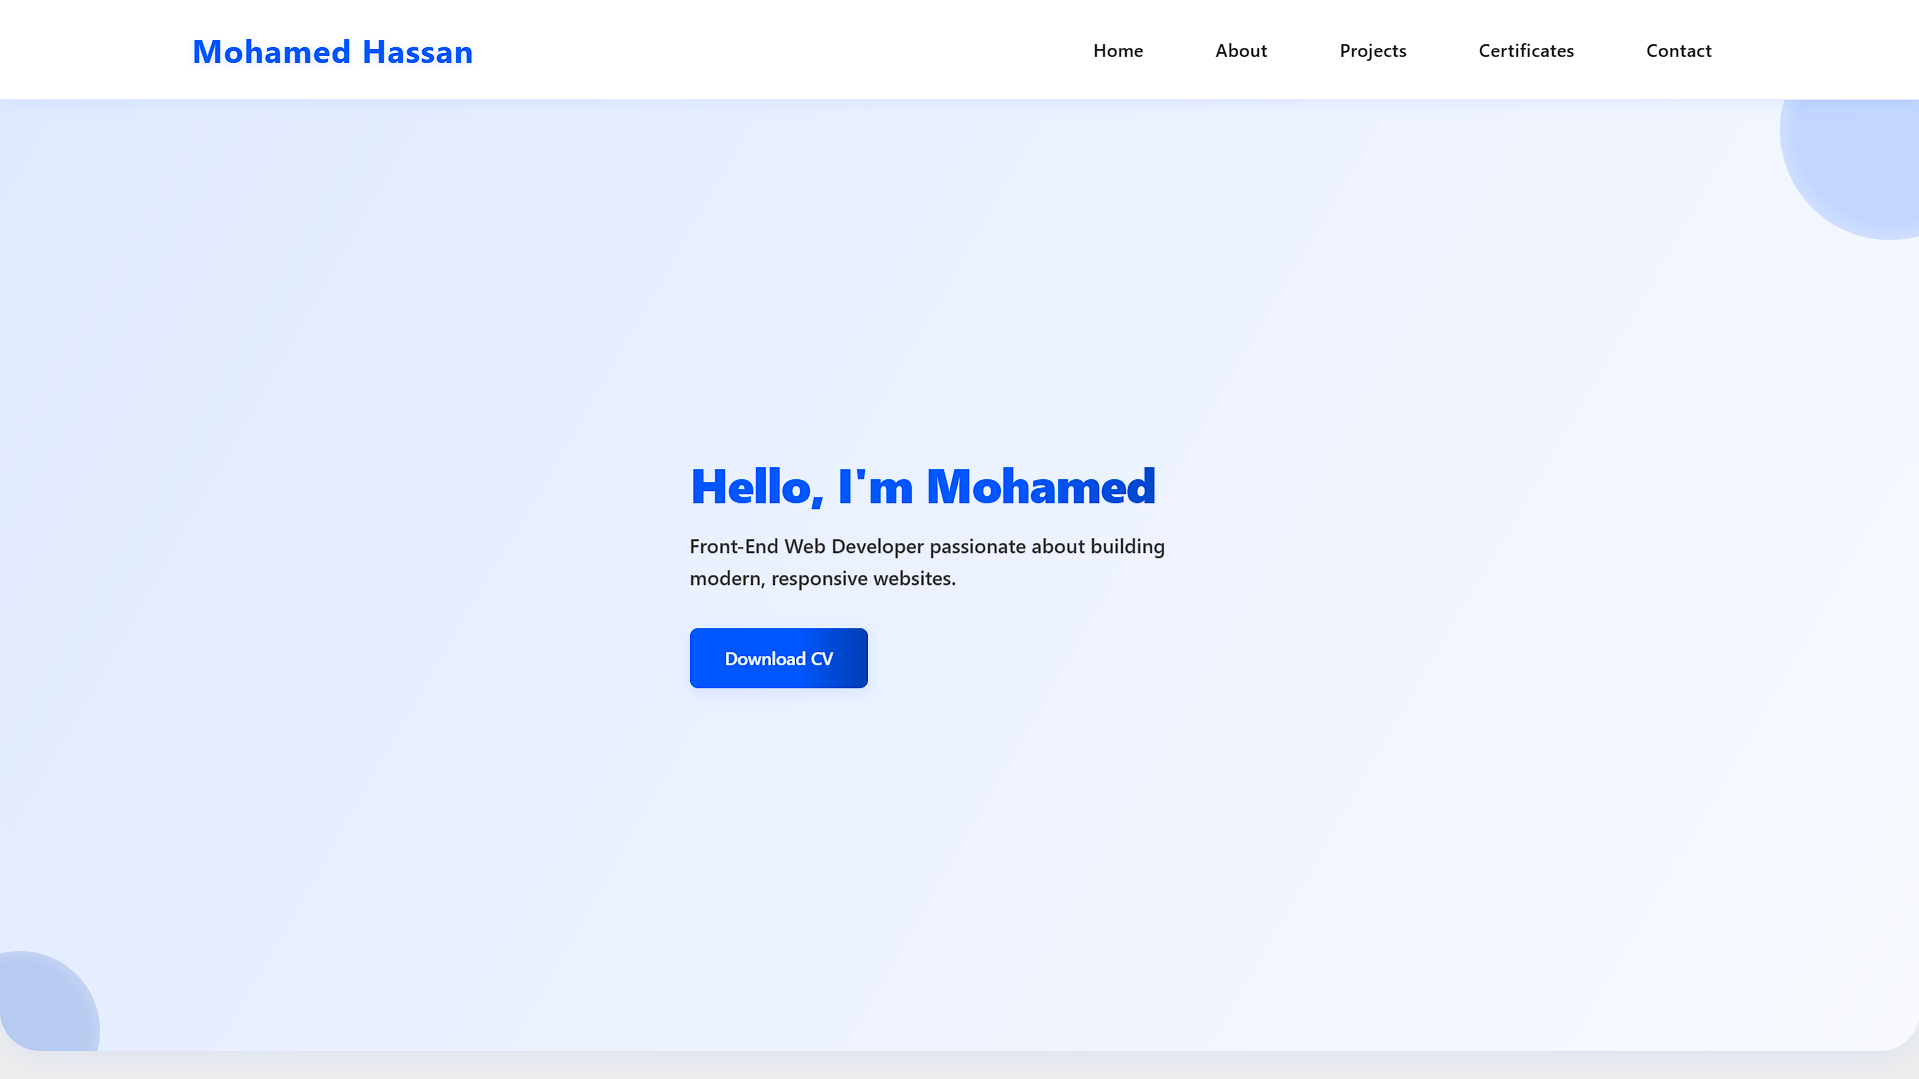 Mohamed Hassan
Home About Projects Certificates Contact
Hello, I'm Mohamed
Front-End Web Developer passionate about building
modern, responsive websites.
Download CV